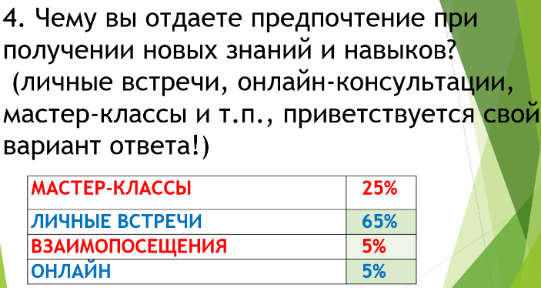 4. Чему вы отдаете предпочтение при
получении новых знаний и навыков?
(личные встречи, онлайн-консультации,
мастер-классы и т.п., приветствуется свой
вариант ответа!)
МАСТЕР-КЛАССЫ 25%
ЛИЧНЫЕ ВСТРЕЧИ 65%
ВЗАИМОПОСЕЩЕНИЯ 5%
ОНЛАЙН 5%